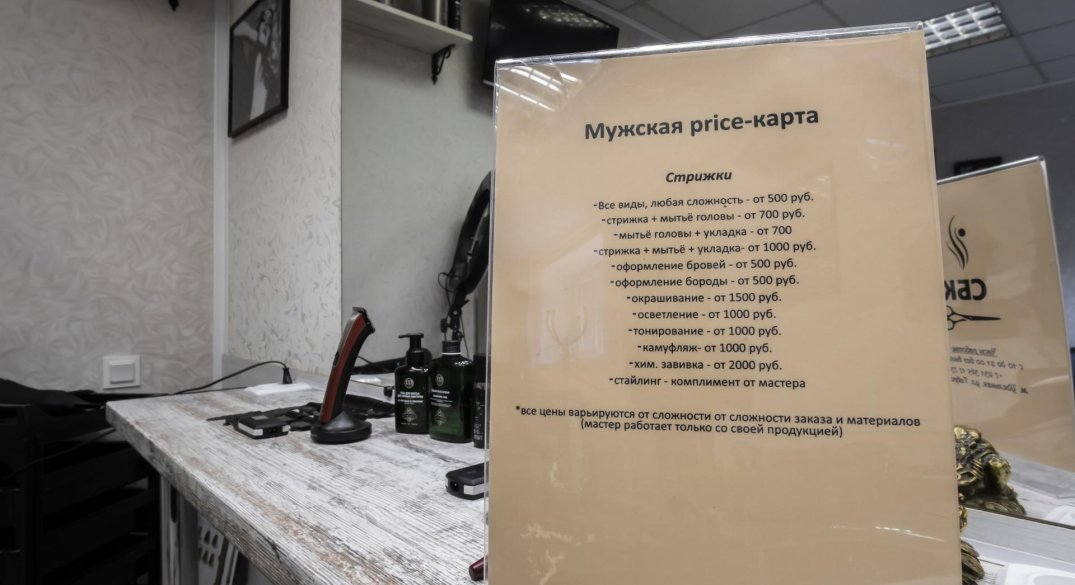 Мужская price-карта
Стрижки
-Все виды, любая сложность - от 500 руб.
-стрижка + мытьё головы - от 700 руб.
-мытьё головы + укладка - от 700
-стрижка + мытьё + укладка- от 1000 руб.
-оформление бровей - от 500 руб.
-оформление бороды - от 500 руб.
-окрашивание - от 1500 руб.
-осветление - от 1000 руб.
-тонирование - от 1000 руб.
-камуфляж- от 1000 руб.
-хим. завивка - от 2000 руб.
-стайлинг - комплимент от мастера
*все цены варьируются от сложности от сложности заказа и материалов
(мастер работает только со своей продукцией)